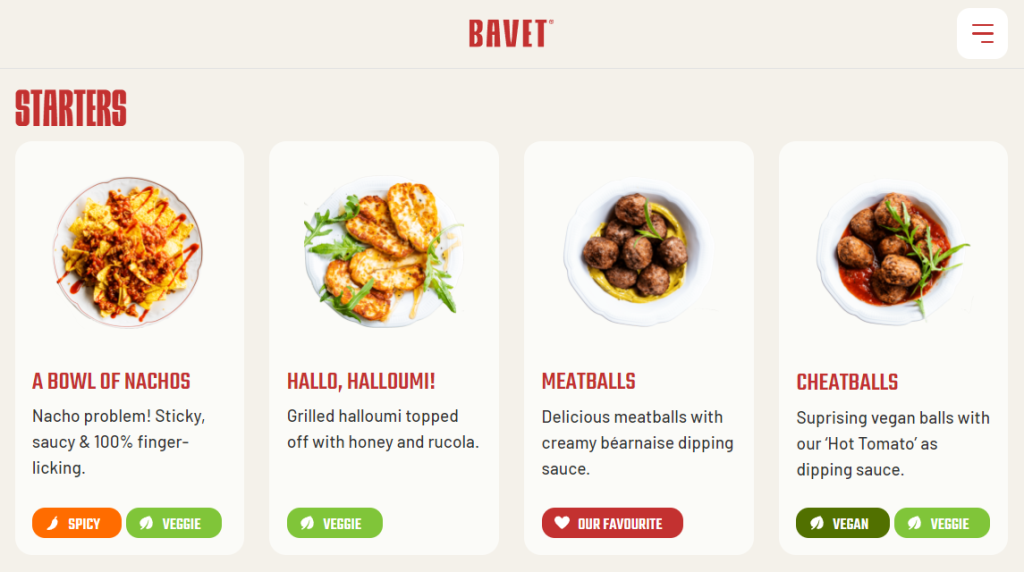 BAVET®
STARTERS
A BOWL OF NACHOS
Nacho problem! Sticky,
saucy & 100% finger-
licking.
SPICY
VEGGIE
HALLO, HALLOUMI!
Grilled halloumi topped
off with honey and rucola.
VEGGIE
MEATBALLS
Delicious meatballs with
creamy béarnaise dipping
sauce.
OUR FAVOURITE
CHEATBALLS
Suprising vegan balls with
our ‘Hot Tomato’ as
dipping sauce.
VEGAN
VEGGIE